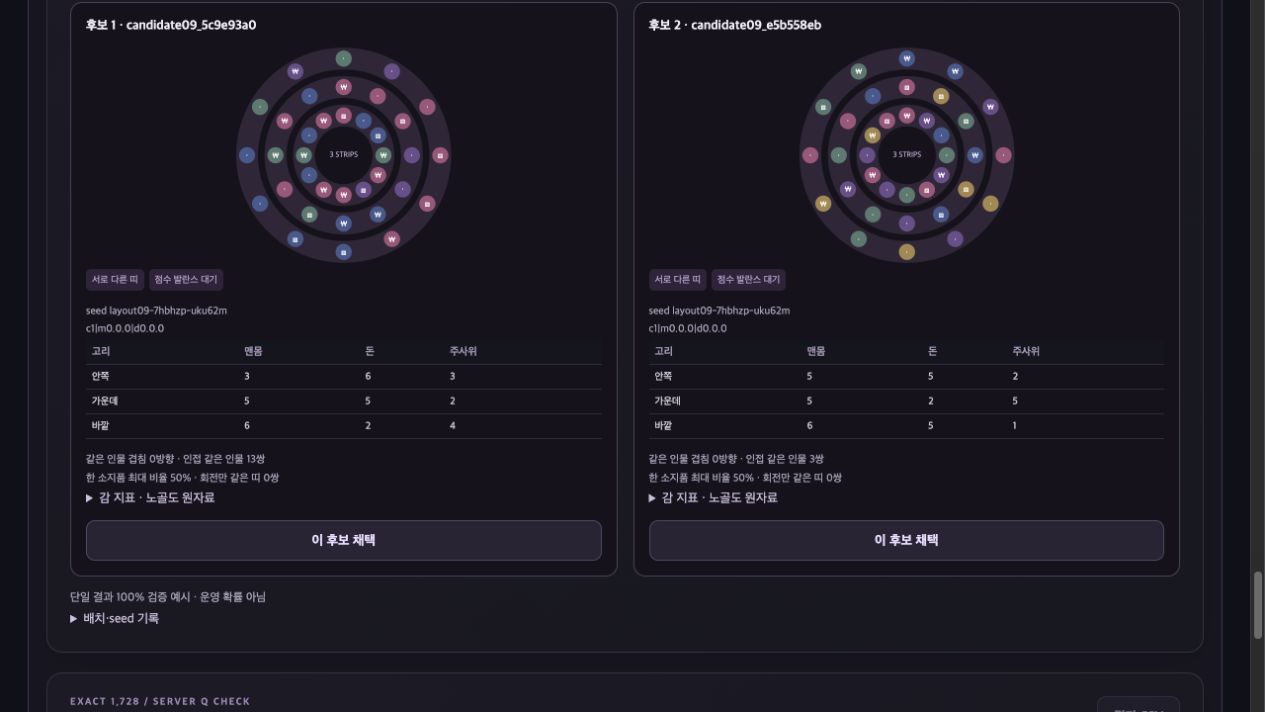 후보 1 · candidate09_5c9e93a0
3 STRIPS
서로 다른 띠 점수 발란스 대기
seed layout09-7hbhzp-uku62m
c1|m0.0.0|d0.0.0
고리 맨몸 돈 주사위
안쪽 3 6 3
가운데 5 5 2
바깥 6 2 4
같은 인물 겹침 0방향 · 인접 같은 인물 13쌍
한 소지품 최대 비율 50% · 회전만 같은 띠 0쌍
▶ 감 지표 · 노골도 원자료
이 후보 채택
후보 2 · candidate09_e5b558eb
3 STRIPS
서로 다른 띠 점수 발란스 대기
seed layout09-7hbhzp-uku62m
c1|m0.0.0|d0.0.0
고리 맨몸 돈 주사위
안쪽 5 5 2
가운데 5 2 5
바깥 6 5 1
같은 인물 겹침 0방향 · 인접 같은 인물 3쌍
한 소지품 최대 비율 50% · 회전만 같은 띠 0쌍
▶ 감 지표 · 노골도 원자료
이 후보 채택
단일 결과 100% 검증 예시 · 운영 확률 아님
▶ 배치·seed 기록
EXACT 1,728 / SERVER Q CHECK